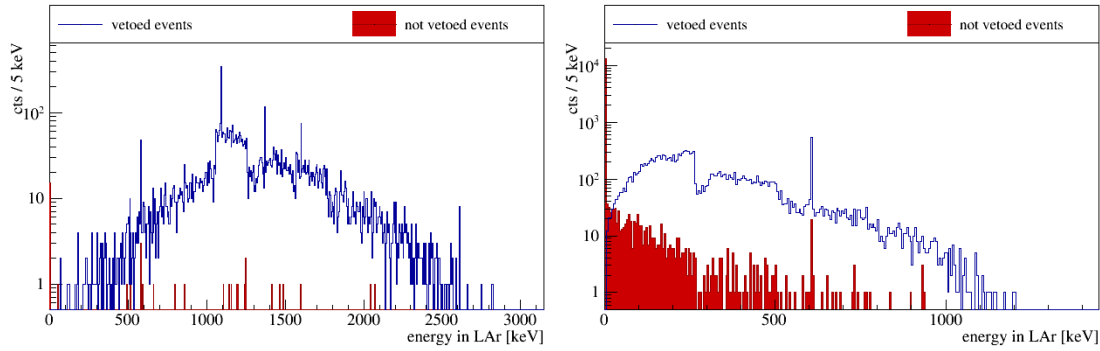 vetoed events
not vetoed events
cts / 5 keV
10²
10
1
0
500
1000
1500
2000
2500
3000
energy in LAr [keV]
vetoed events
not vetoed events
cts / 5 keV
10⁴
10³
10²
10
1
0
500
1000
energy in LAr [keV]